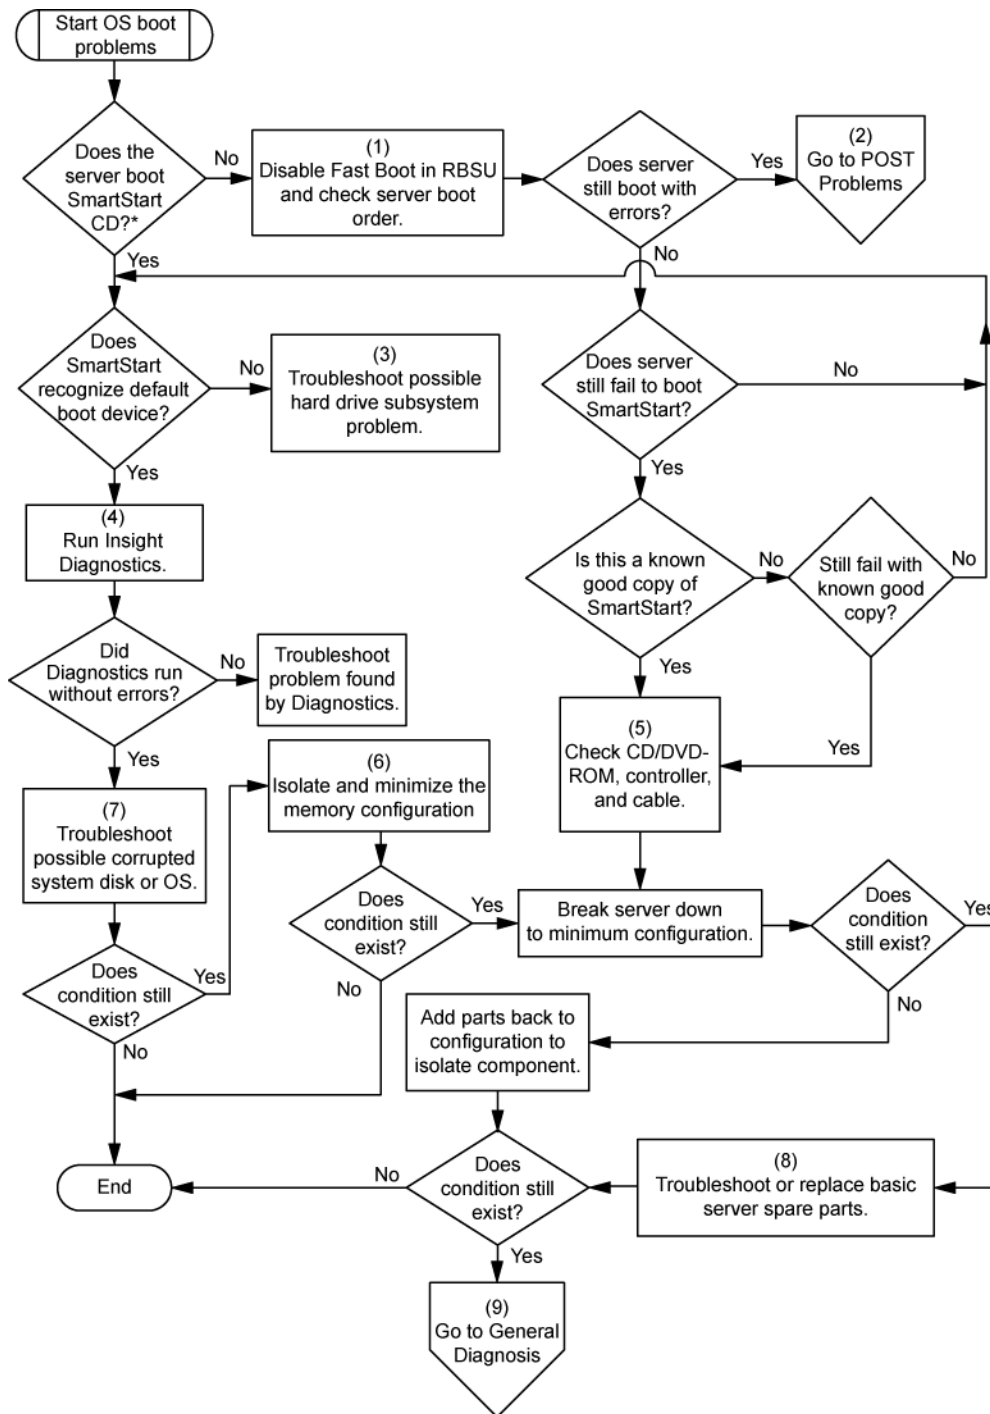 Start OS boot
problems
Does the
server boot
SmartStart
CD?*
No
Yes
(1)
Disable Fast Boot in RBSU
and check server boot
order.
Does server
still boot with
errors?
Yes
No
(2)
Go to POST
Problems
Does
SmartStart
recognize default
boot device?
No
Yes
(3)
Troubleshoot possible
hard drive subsystem
problem.
Does server
still fail to boot
SmartStart?
No
Yes
(4)
Run Insight
Diagnostics.
Is this a known
good copy of
SmartStart?
No
Yes
Still fail with
known good
copy?
No
Yes
Did
Diagnostics run
without errors?
No
Yes
Troubleshoot
problem found
by Diagnostics.
(5)
Check CD/DVD-
ROM, controller,
and cable.
(6)
Isolate and minimize the
memory configuration
(7)
Troubleshoot
possible corrupted
system disk or OS.
Does
condition still
exist?
Yes
No
Break server down
to minimum configuration.
Does
condition
still exist?
Yes
No
Does
condition still
exist?
Yes
No
Add parts back to
configuration to
isolate component.
End
No
Does
condition still
exist?
Yes
(8)
Troubleshoot or replace basic
server spare parts.
(9)
Go to General
Diagnosis